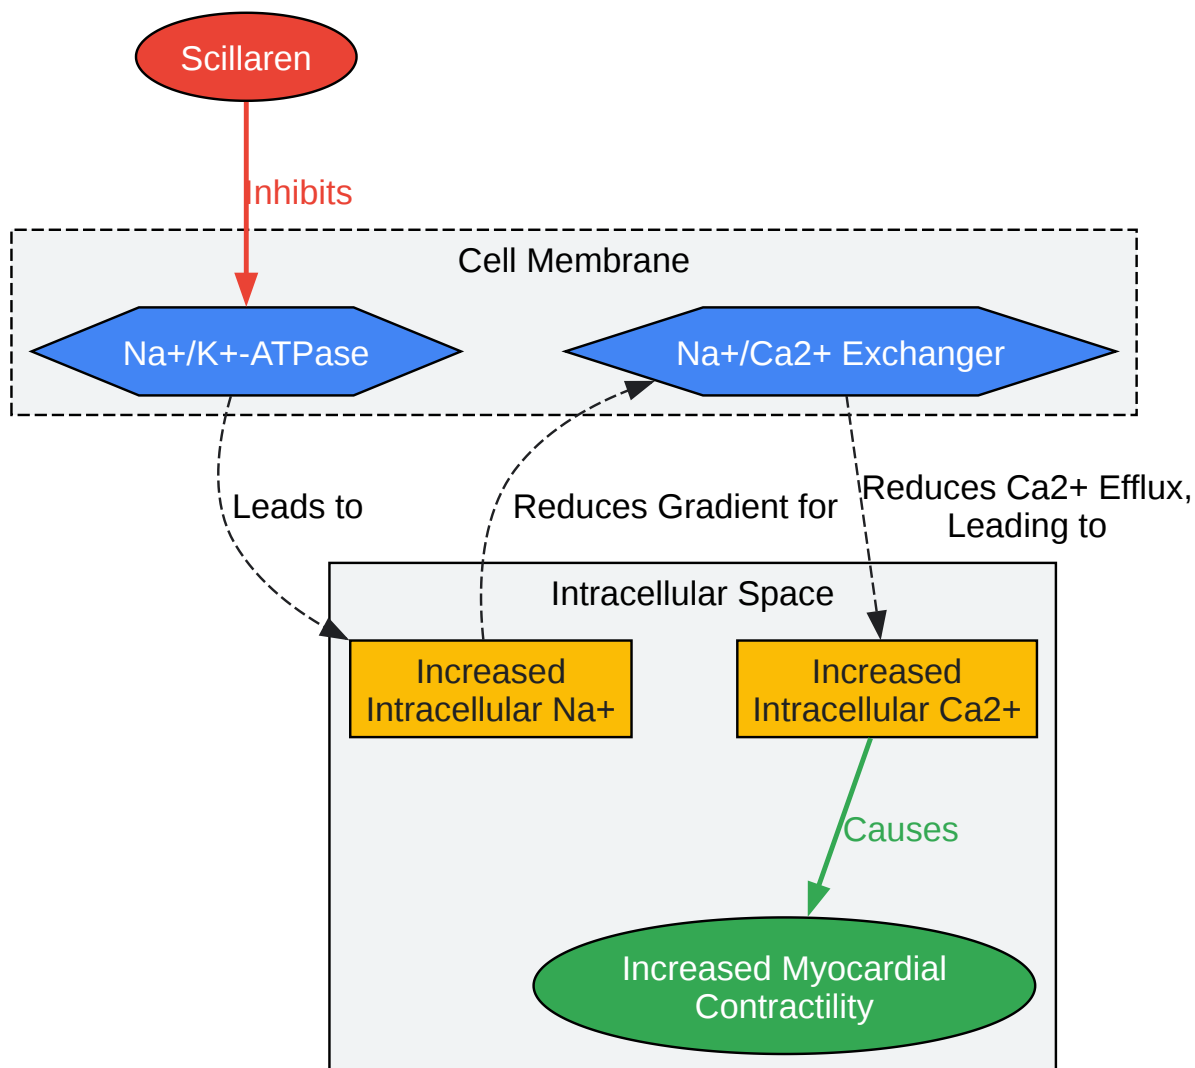 Scillaren
Inhibits
Cell Membrane
Na+/K+-ATPase
Na+/Ca2+ Exchanger
Leads to
Reduces Gradient for
Reduces Ca2+ Efflux,
Leading to
Intracellular Space
Increased
Intracellular Na+
Increased
Intracellular Ca2+
Causes
Increased Myocardial
Contractility